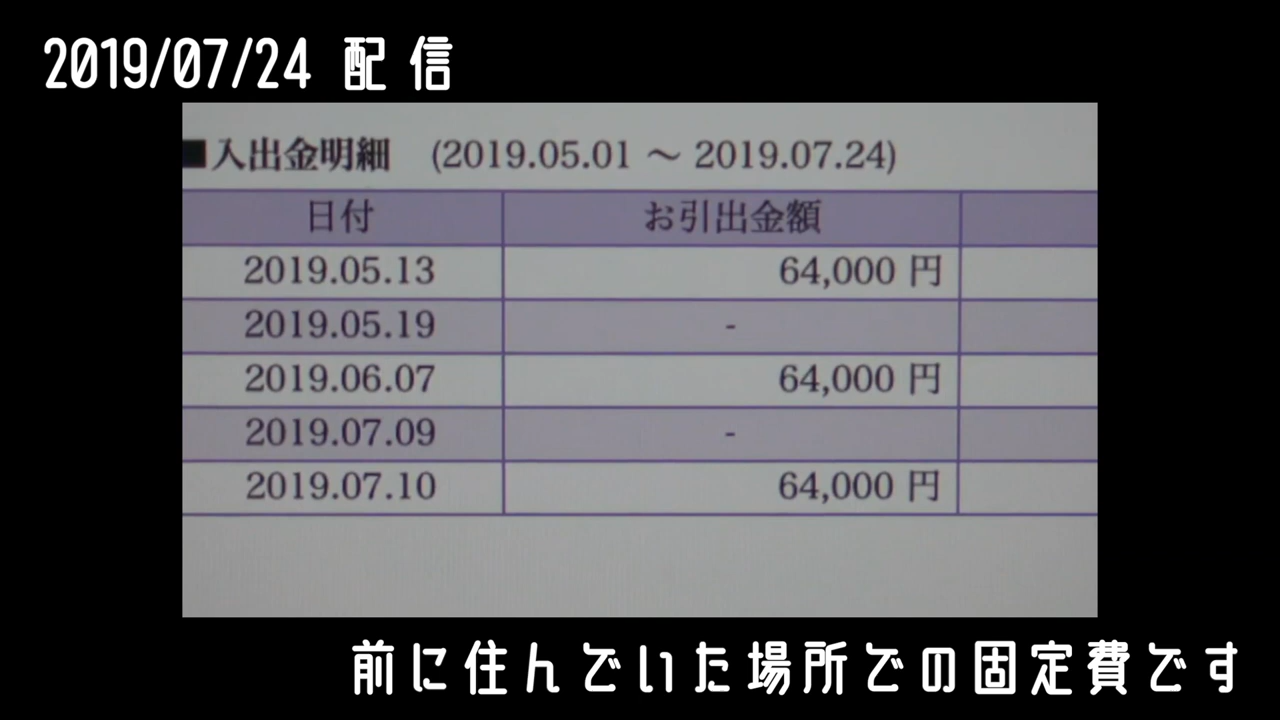 2019/07/24 配信
■入出金明細 (2019.05.01 ～ 2019.07.24)
日付 お引出金額
2019.05.13 64,000 円
2019.05.19 -
2019.06.07 64,000 円
2019.07.09 -
2019.07.10 64,000 円
前に住んでいた場所での固定費です